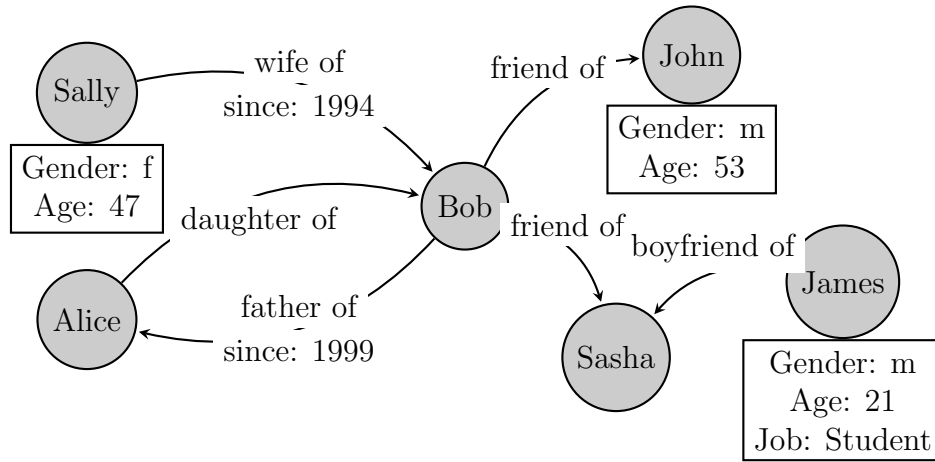 Sally
Gender: f
Age: 47
wife of
since: 1994
friend of
John
Gender: m
Age: 53
Bob
daughter of
friend of
boyfriend of
James
Gender: m
Age: 21
Job: Student
Alice
father of
since: 1999
Sasha